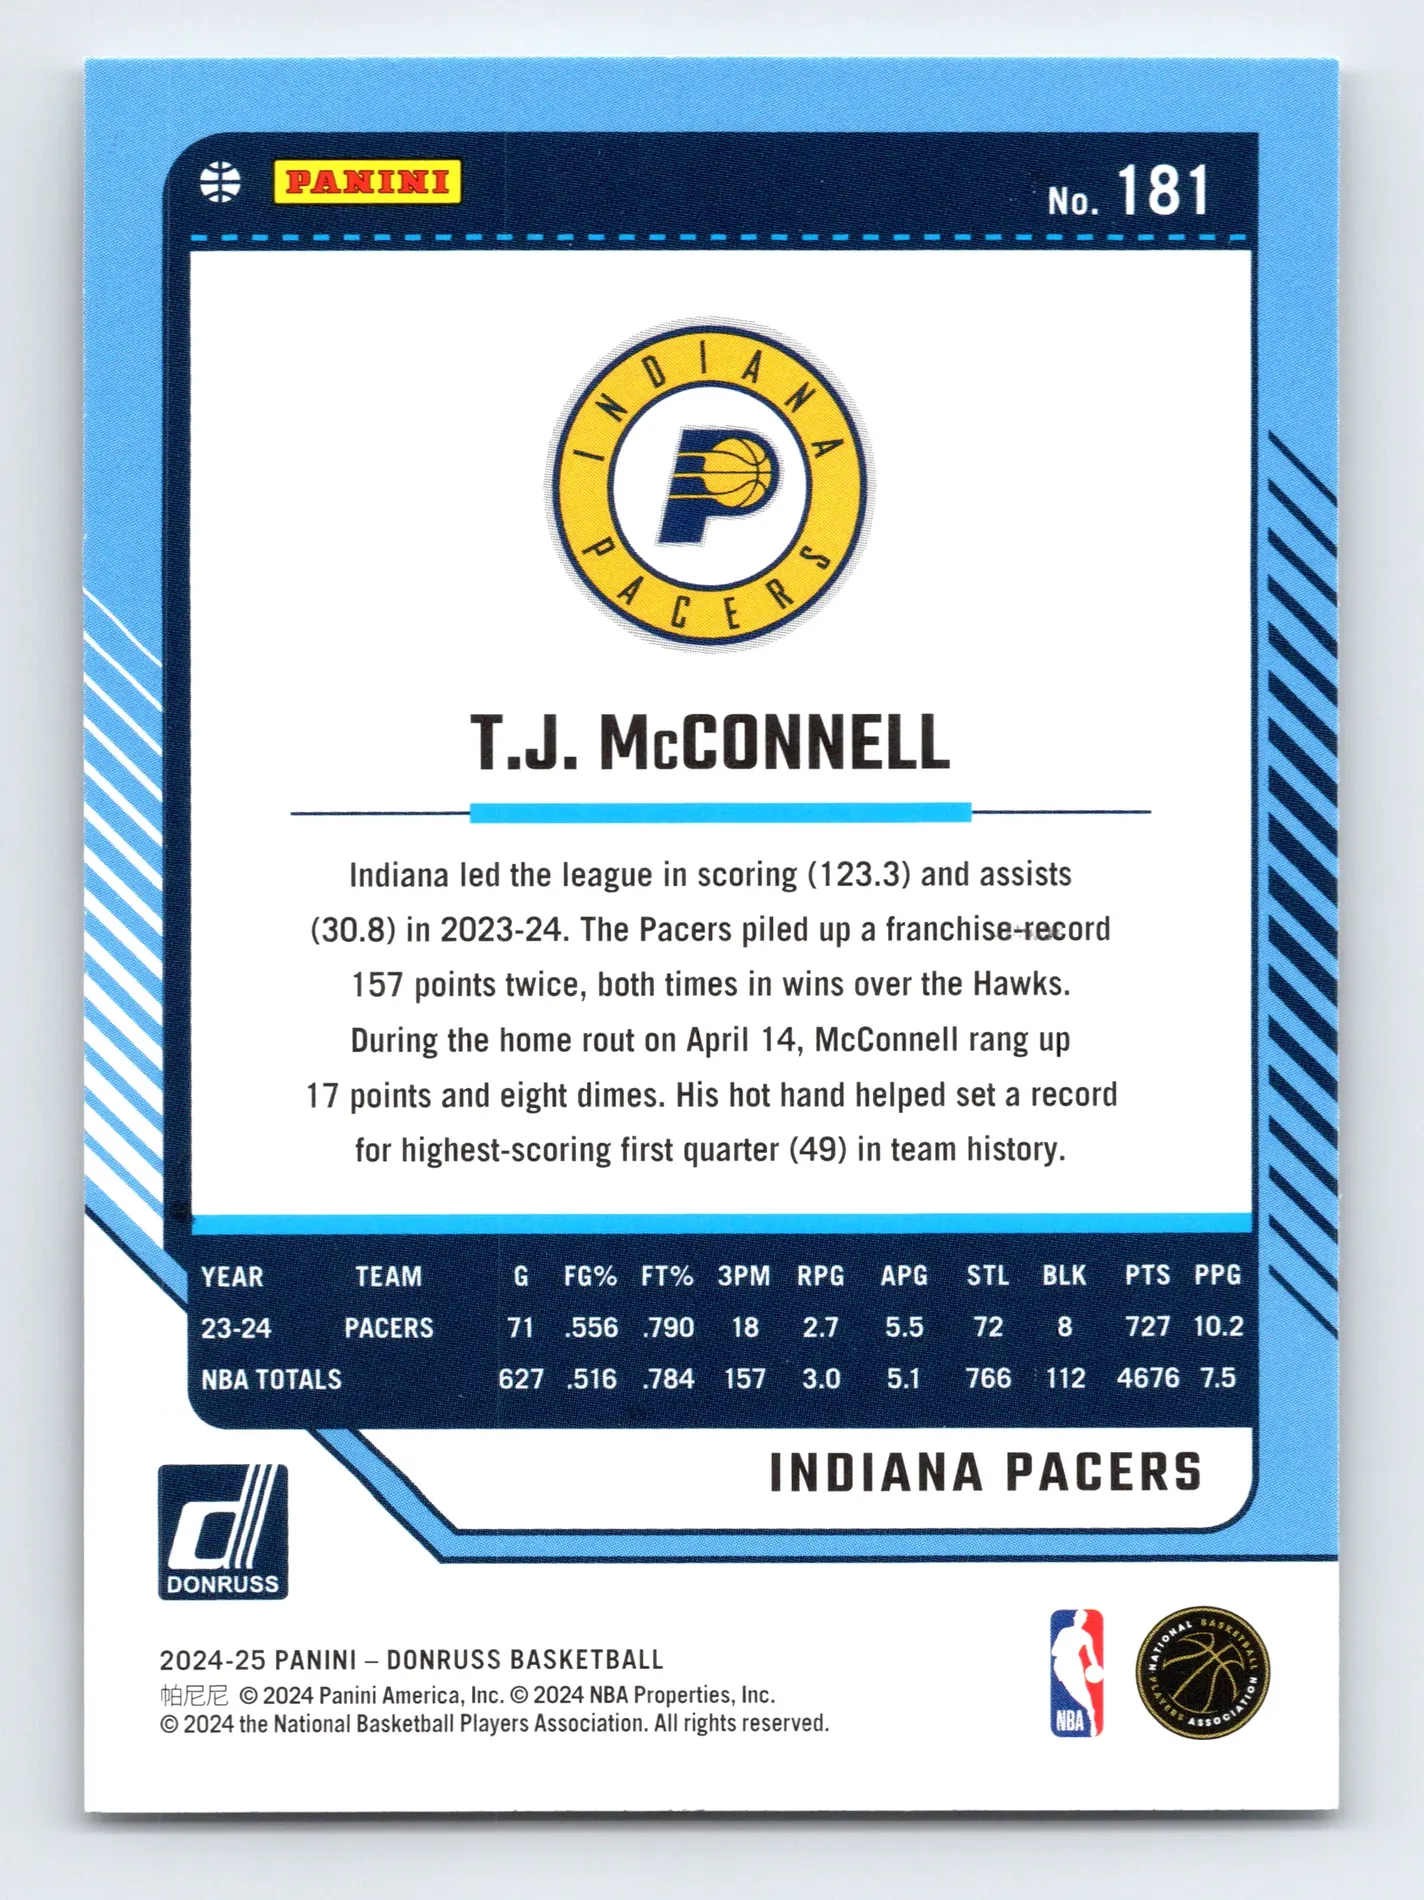 PANINI
No. 181
INDIANA
PACERS
T.J. McCONNELL
Indiana led the league in scoring (123.3) and assists
(30.8) in 2023-24. The Pacers piled up a franchise-record
157 points twice, both times in wins over the Hawks.
During the home rout on April 14, McConnell rang up
17 points and eight dimes. His hot hand helped set a record
for highest-scoring first quarter (49) in team history.
YEAR TEAM G FG% FT% 3PM RPG APG STL BLK PTS PPG
23-24 PACERS 71 .556 .790 18 2.7 5.5 72 8 727 10.2
NBA TOTALS 627 .516 .784 157 3.0 5.1 766 112 4676 7.5
INDIANA PACERS
DONRUSS
2024-25 PANINI – DONRUSS BASKETBALL
帕尼尼 © 2024 Panini America, Inc. © 2024 NBA Properties, Inc.
© 2024 the National Basketball Players Association. All rights reserved.
NBA
NATIONAL BASKETBALL
PLAYERS ASSOCIATION